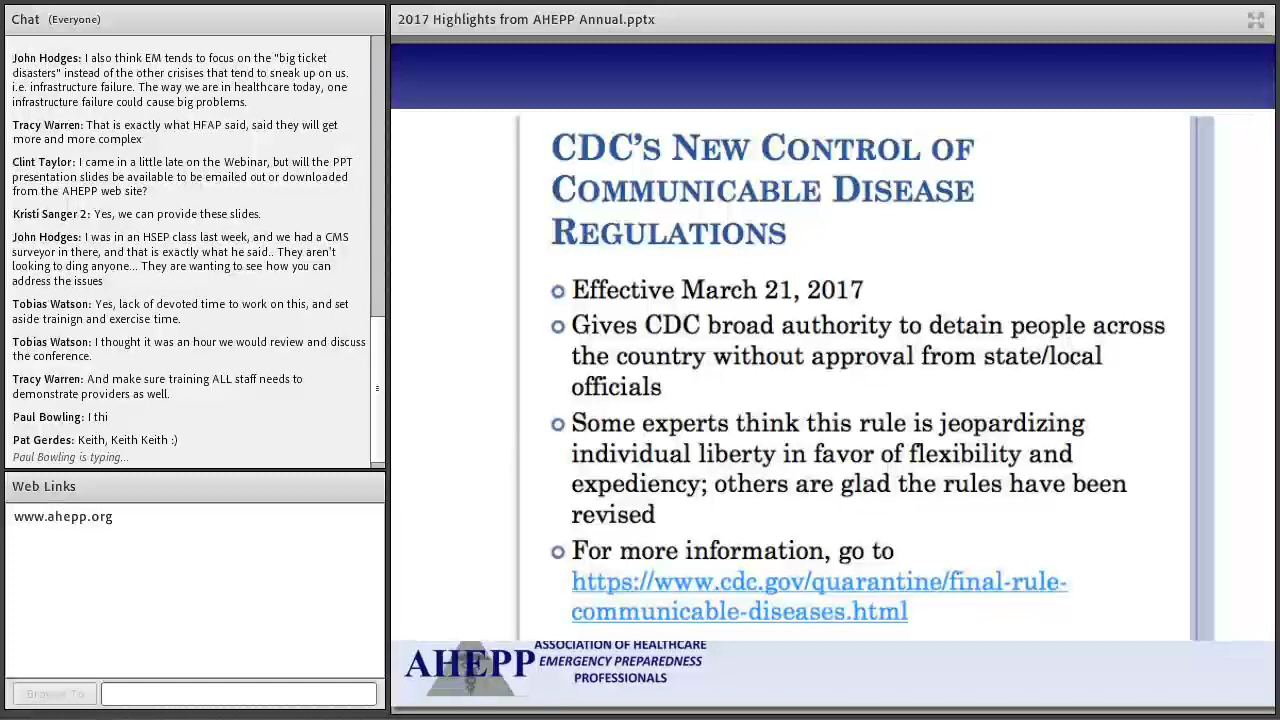 Chat (Everyone)
John Hodges: I also think EM tends to focus on the "big ticket
disasters" instead of the other crisises that tend to sneak up on us.
i.e. infrastructure failure. The way we are in healthcare today, one
infrastructure failure could cause big problems.
Tracy Warren: That is exactly what HFAP said, said they will get
more and more complex
Clint Taylor: I came in a little late on the Webinar, but will the PPT
presentation slides be available to be emailed out or downloaded
from the AHEPP web site?
Kristi Sanger 2: Yes, we can provide these slides.
John Hodges: I was in an HSEP class last week, and we had a CMS
surveyor in there, and that is exactly what he said.. They aren't
looking to ding anyone... They are wanting to see how you can
address the issues
Tobias Watson: Yes, lack of devoted time to work on this, and set
aside trainign and exercise time.
Tobias Watson: I thought it was an hour we would review and discuss
the conference.
Tracy Warren: And make sure training ALL staff needs to
demonstrate providers as well.
Paul Bowling: I thi
Pat Gerdes: Keith, Keith Keith :)
Paul Bowling is typing...
Web Links
www.ahepp.org
Browse To
2017 Highlights from AHEPP Annual.pptx
CDC'S NEW CONTROL OF
COMMUNICABLE DISEASE
REGULATIONS
Effective March 21, 2017
Gives CDC broad authority to detain people across
the country without approval from state/local
officials
Some experts think this rule is jeopardizing
individual liberty in favor of flexibility and
expediency; others are glad the rules have been
revised
For more information, go to
https://www.cdc.gov/quarantine/final-rule-
communicable-diseases.html
AHEPP
ASSOCIATION OF HEALTHCARE
EMERGENCY PREPAREDNESS
PROFESSIONALS